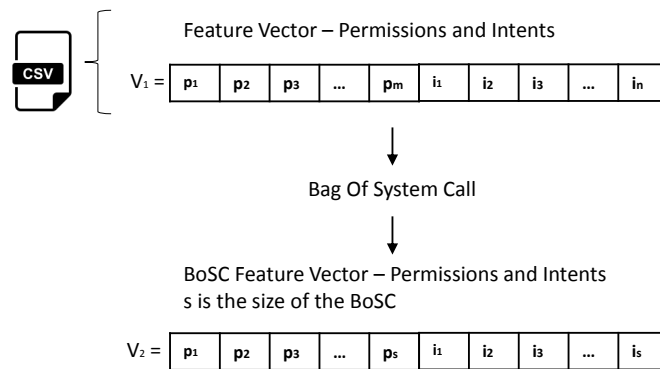 Feature Vector – Permissions and Intents
CSV
V1 = p1 p2 p3 ... pm i1 i2 i3 ... in
Bag Of System Call
BoSC Feature Vector – Permissions and Intents
s is the size of the BoSC
V2 = p1 p2 p3 ... ps i1 i2 i3 ... is